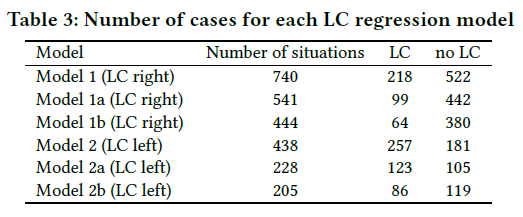 Table 3: Number of cases for each LC regression model
Model Number of situations LC no LC
Model 1 (LC right) 740 218 522
Model 1a (LC right) 541 99 442
Model 1b (LC right) 444 64 380
Model 2 (LC left) 438 257 181
Model 2a (LC left) 228 123 105
Model 2b (LC left) 205 86 119